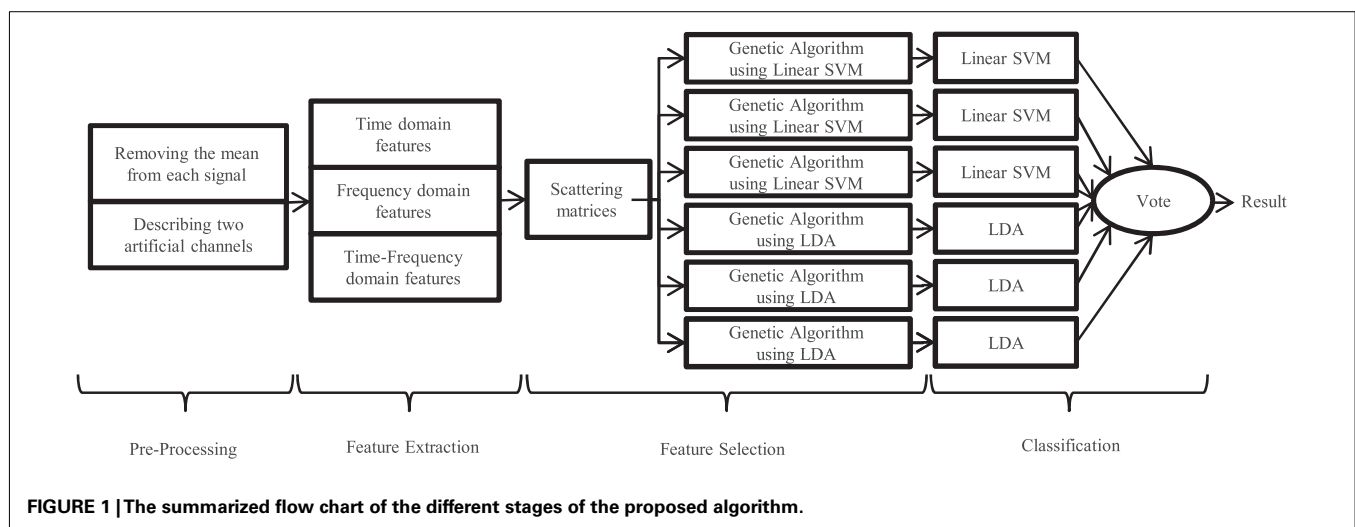 Removing the mean
from each signal
Describing two
artificial channels
Time domain
features
Frequency domain
features
Time-Frequency
domain features
Scattering
matrices
Genetic Algorithm
using Linear SVM
Genetic Algorithm
using Linear SVM
Genetic Algorithm
using Linear SVM
Genetic Algorithm
using LDA
Genetic Algorithm
using LDA
Genetic Algorithm
using LDA
Linear SVM
Linear SVM
Linear SVM
LDA
LDA
LDA
Vote
Result
Pre-Processing
Feature Extraction
Feature Selection
Classification
FIGURE 1 | The summarized flow chart of the different stages of the proposed algorithm.